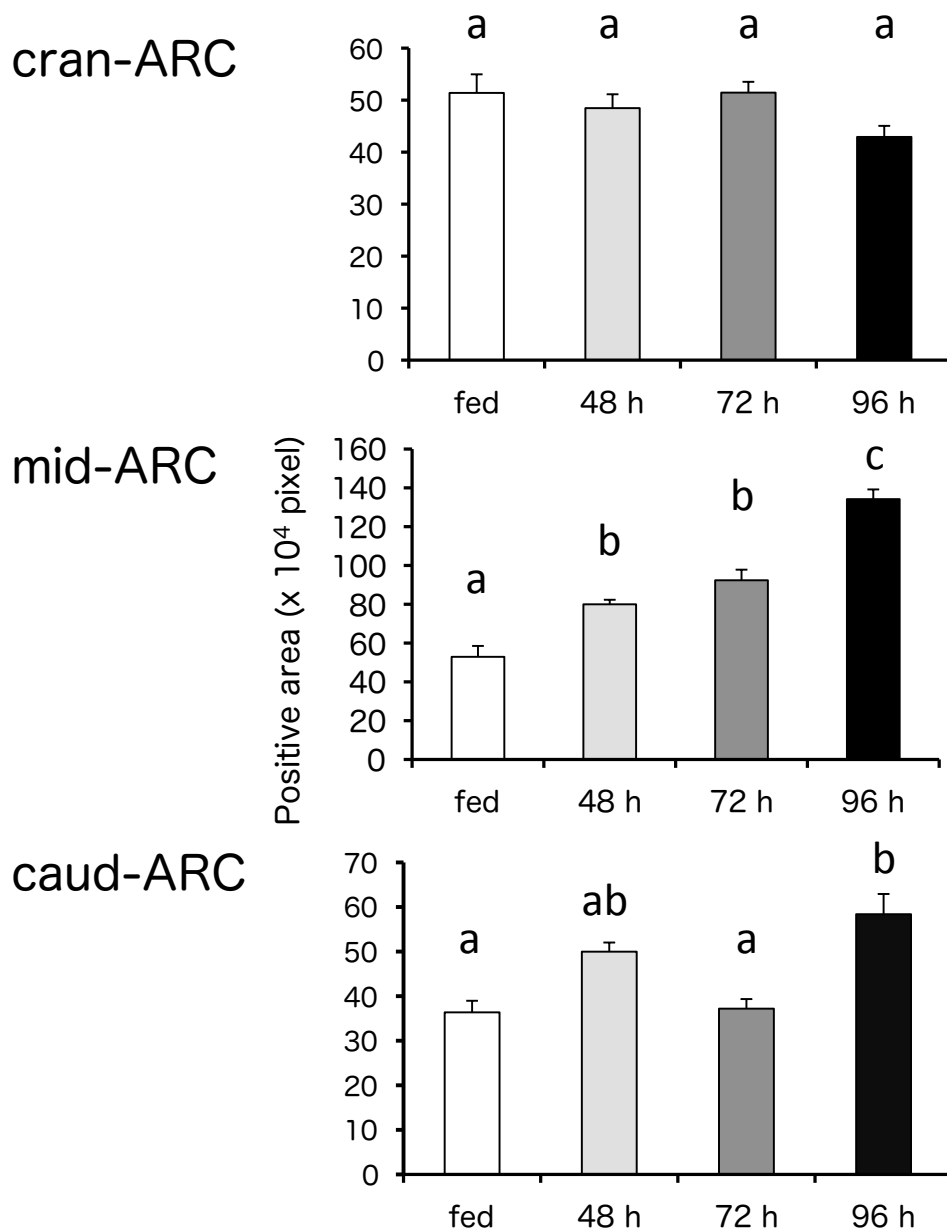 cran-ARC
a a a a
60
50
40
30
20
10
0
fed 48 h 72 h 96 h
mid-ARC
Positive area (x 10⁴ pixel)
a b b c
160
140
120
100
80
60
40
20
0
fed 48 h 72 h 96 h
caud-ARC
a ab a b
70
60
50
40
30
20
10
0
fed 48 h 72 h 96 h